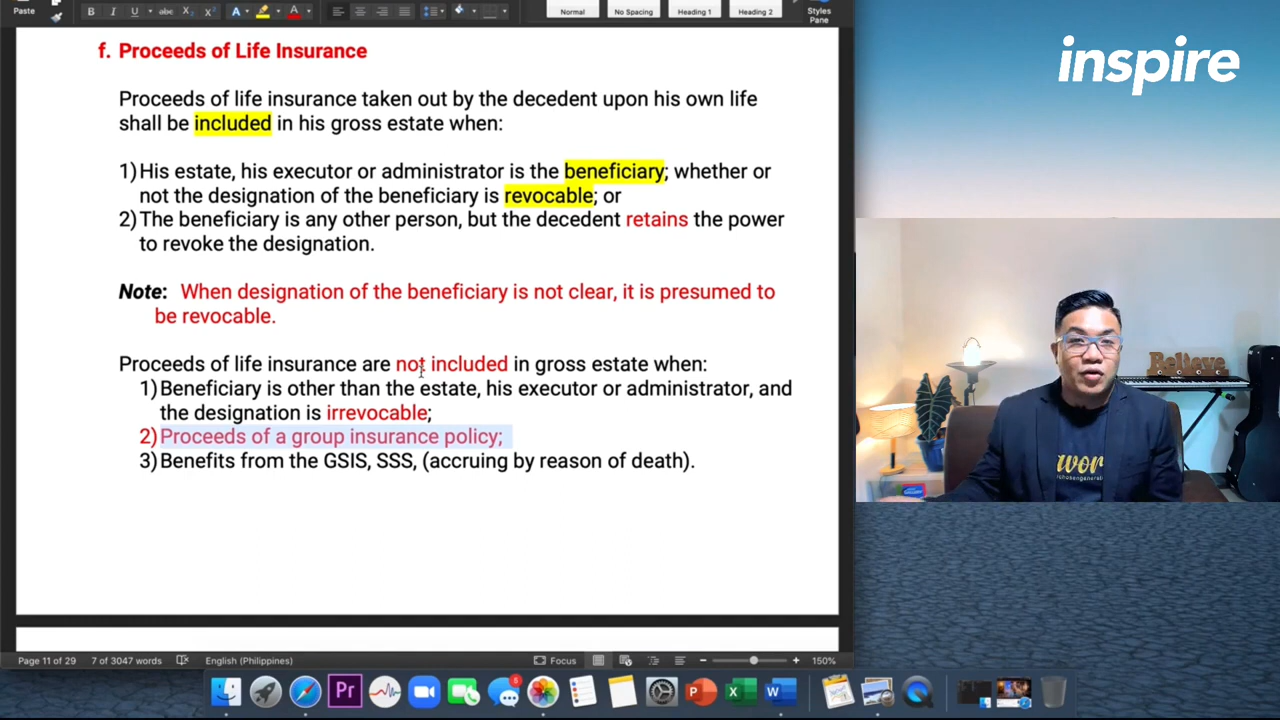 Paste
B I U abc X₂ X² A A
Normal No Spacing Heading 1 Heading 2
Styles
Pane
f. Proceeds of Life Insurance
Proceeds of life insurance taken out by the decedent upon his own life
shall be included in his gross estate when:
1) His estate, his executor or administrator is the beneficiary; whether or
not the designation of the beneficiary is revocable; or
2) The beneficiary is any other person, but the decedent retains the power
to revoke the designation.
Note: When designation of the beneficiary is not clear, it is presumed to
be revocable.
Proceeds of life insurance are not included in gross estate when:
1) Beneficiary is other than the estate, his executor or administrator, and
the designation is irrevocable;
2) Proceeds of a group insurance policy;
3) Benefits from the GSIS, SSS, (accruing by reason of death).
Page 11 of 29 7 of 3047 words English (Philippines) Focus 150%
Pr 5 P X W
inspire
Believe